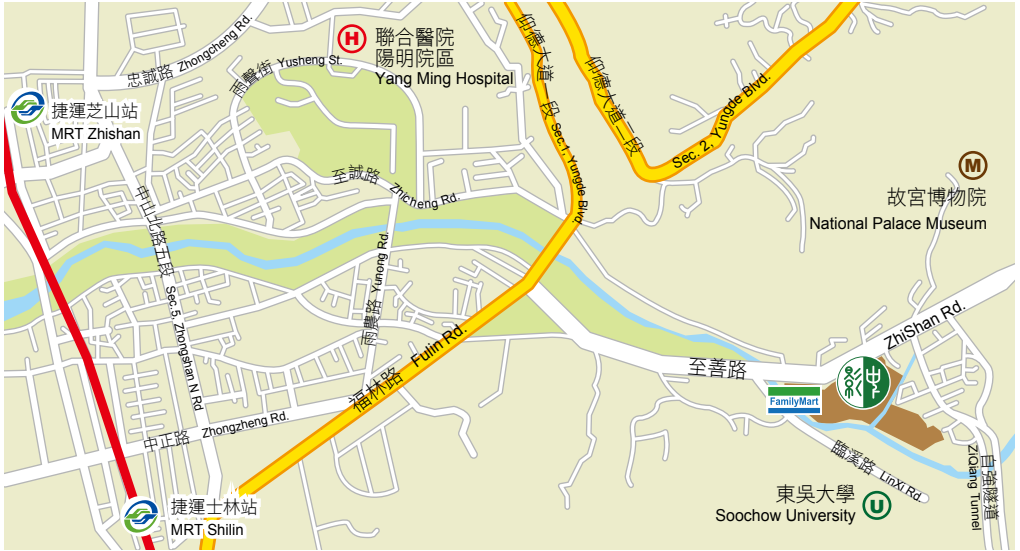 忠誠路 Zhongcheng Rd.
H
聯合醫院
陽明院區
Yang Ming Hospital
雨聲街 Yusheng St.
仰德大道一段 Sec.1, Yungde Blvd.
仰德大道二段 Sec. 2, Yungde Blvd.
捷運芝山站
MRT Zhishan
M
故宮博物院
National Palace Museum
至誠路 Zhicheng Rd.
中山北路五段 Sec. 5, Zhongshan N Rd
雨農路 Yunong Rd.
福林路 Fulin Rd.
至善路 ZhiShan Rd.
FamilyMart
中正路 Zhongzheng Rd.
臨溪路 LinXi Rd
自強隧道
ZiQiang Tunnel
東吳大學
Soochow University
U
捷運士林站
MRT Shilin